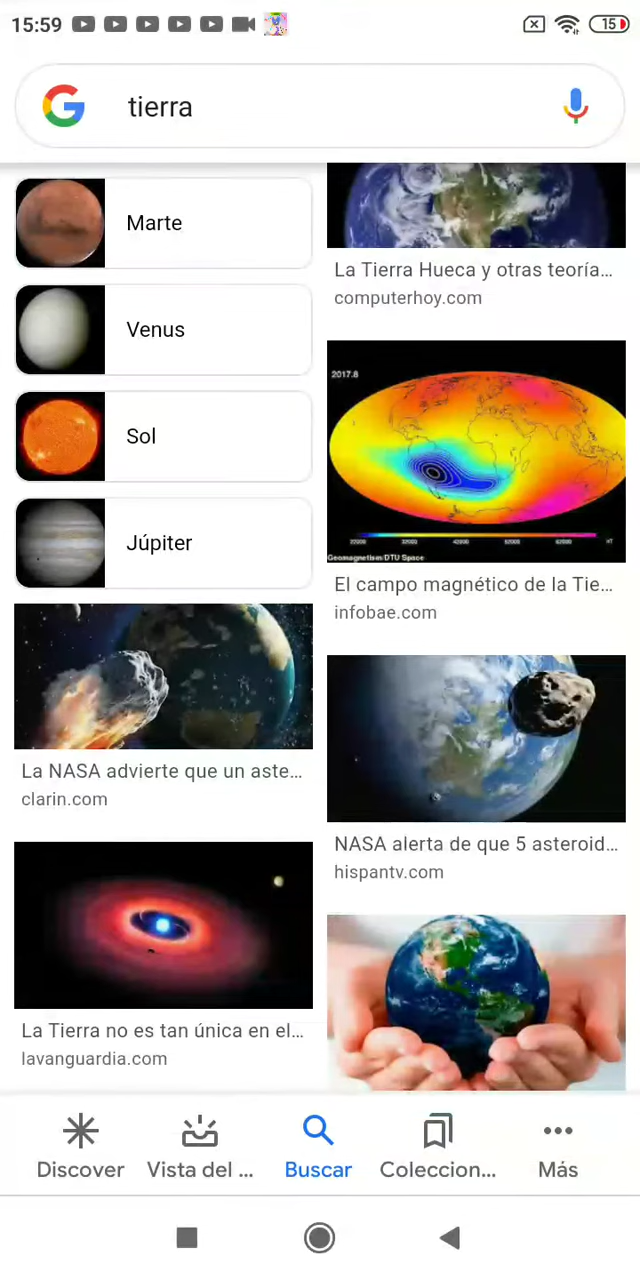 15:59
15
tierra
Marte
Venus
Sol
Júpiter
La NASA advierte que un aste...
clarin.com
La Tierra no es tan única en el...
lavanguardia.com
La Tierra Hueca y otras teoría...
computerhoy.com
2017.8
Geomagnetism/DTU Space
El campo magnético de la Tie...
infobae.com
NASA alerta de que 5 asteroid...
hispantv.com
Discover
Vista del ...
Buscar
Coleccion...
Más